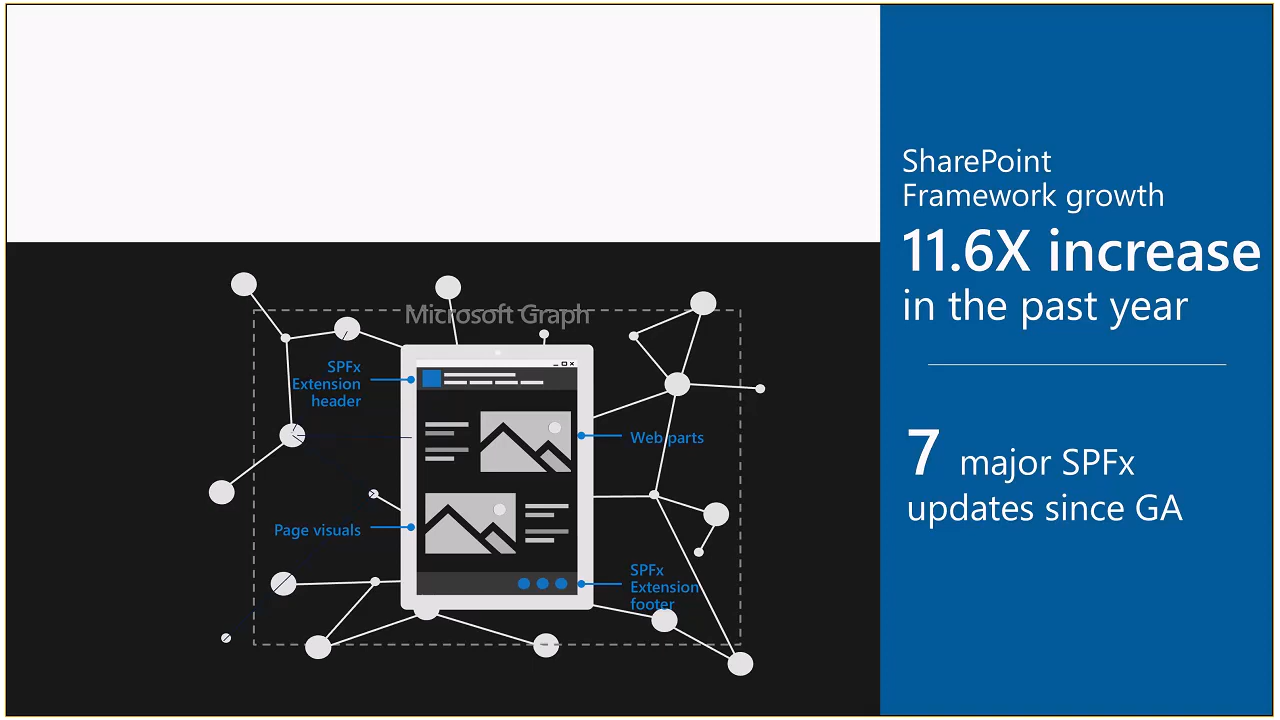 Microsoft Graph
SPFx
Extension
header
Web parts
Page visuals
SPFx
Extension
footer
SharePoint
Framework growth
11.6X increase
in the past year
7 major SPFx
updates since GA